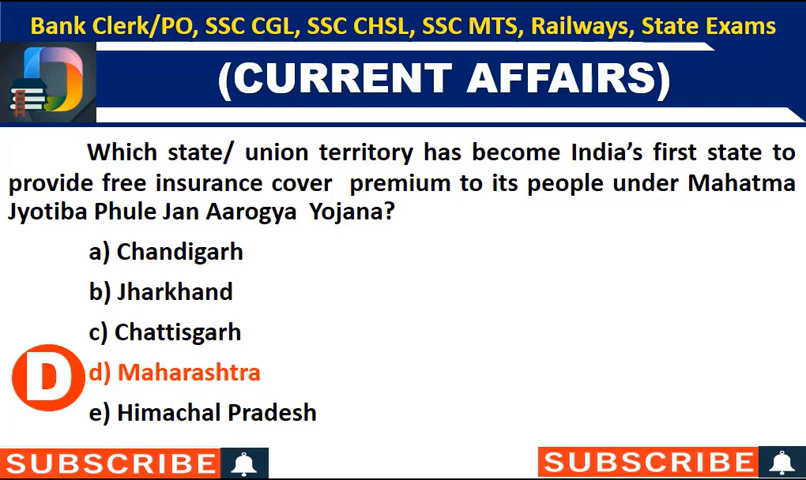 Bank Clerk/PO, SSC CGL, SSC CHSL, SSC MTS, Railways, State Exams
(CURRENT AFFAIRS)
Which state/ union territory has become India's first state to
provide free insurance cover premium to its people under Mahatma
Jyotiba Phule Jan Aarogya Yojana?
a) Chandigarh
b) Jharkhand
c) Chattisgarh
D d) Maharashtra
e) Himachal Pradesh
SUBSCRIBE SUBSCRIBE